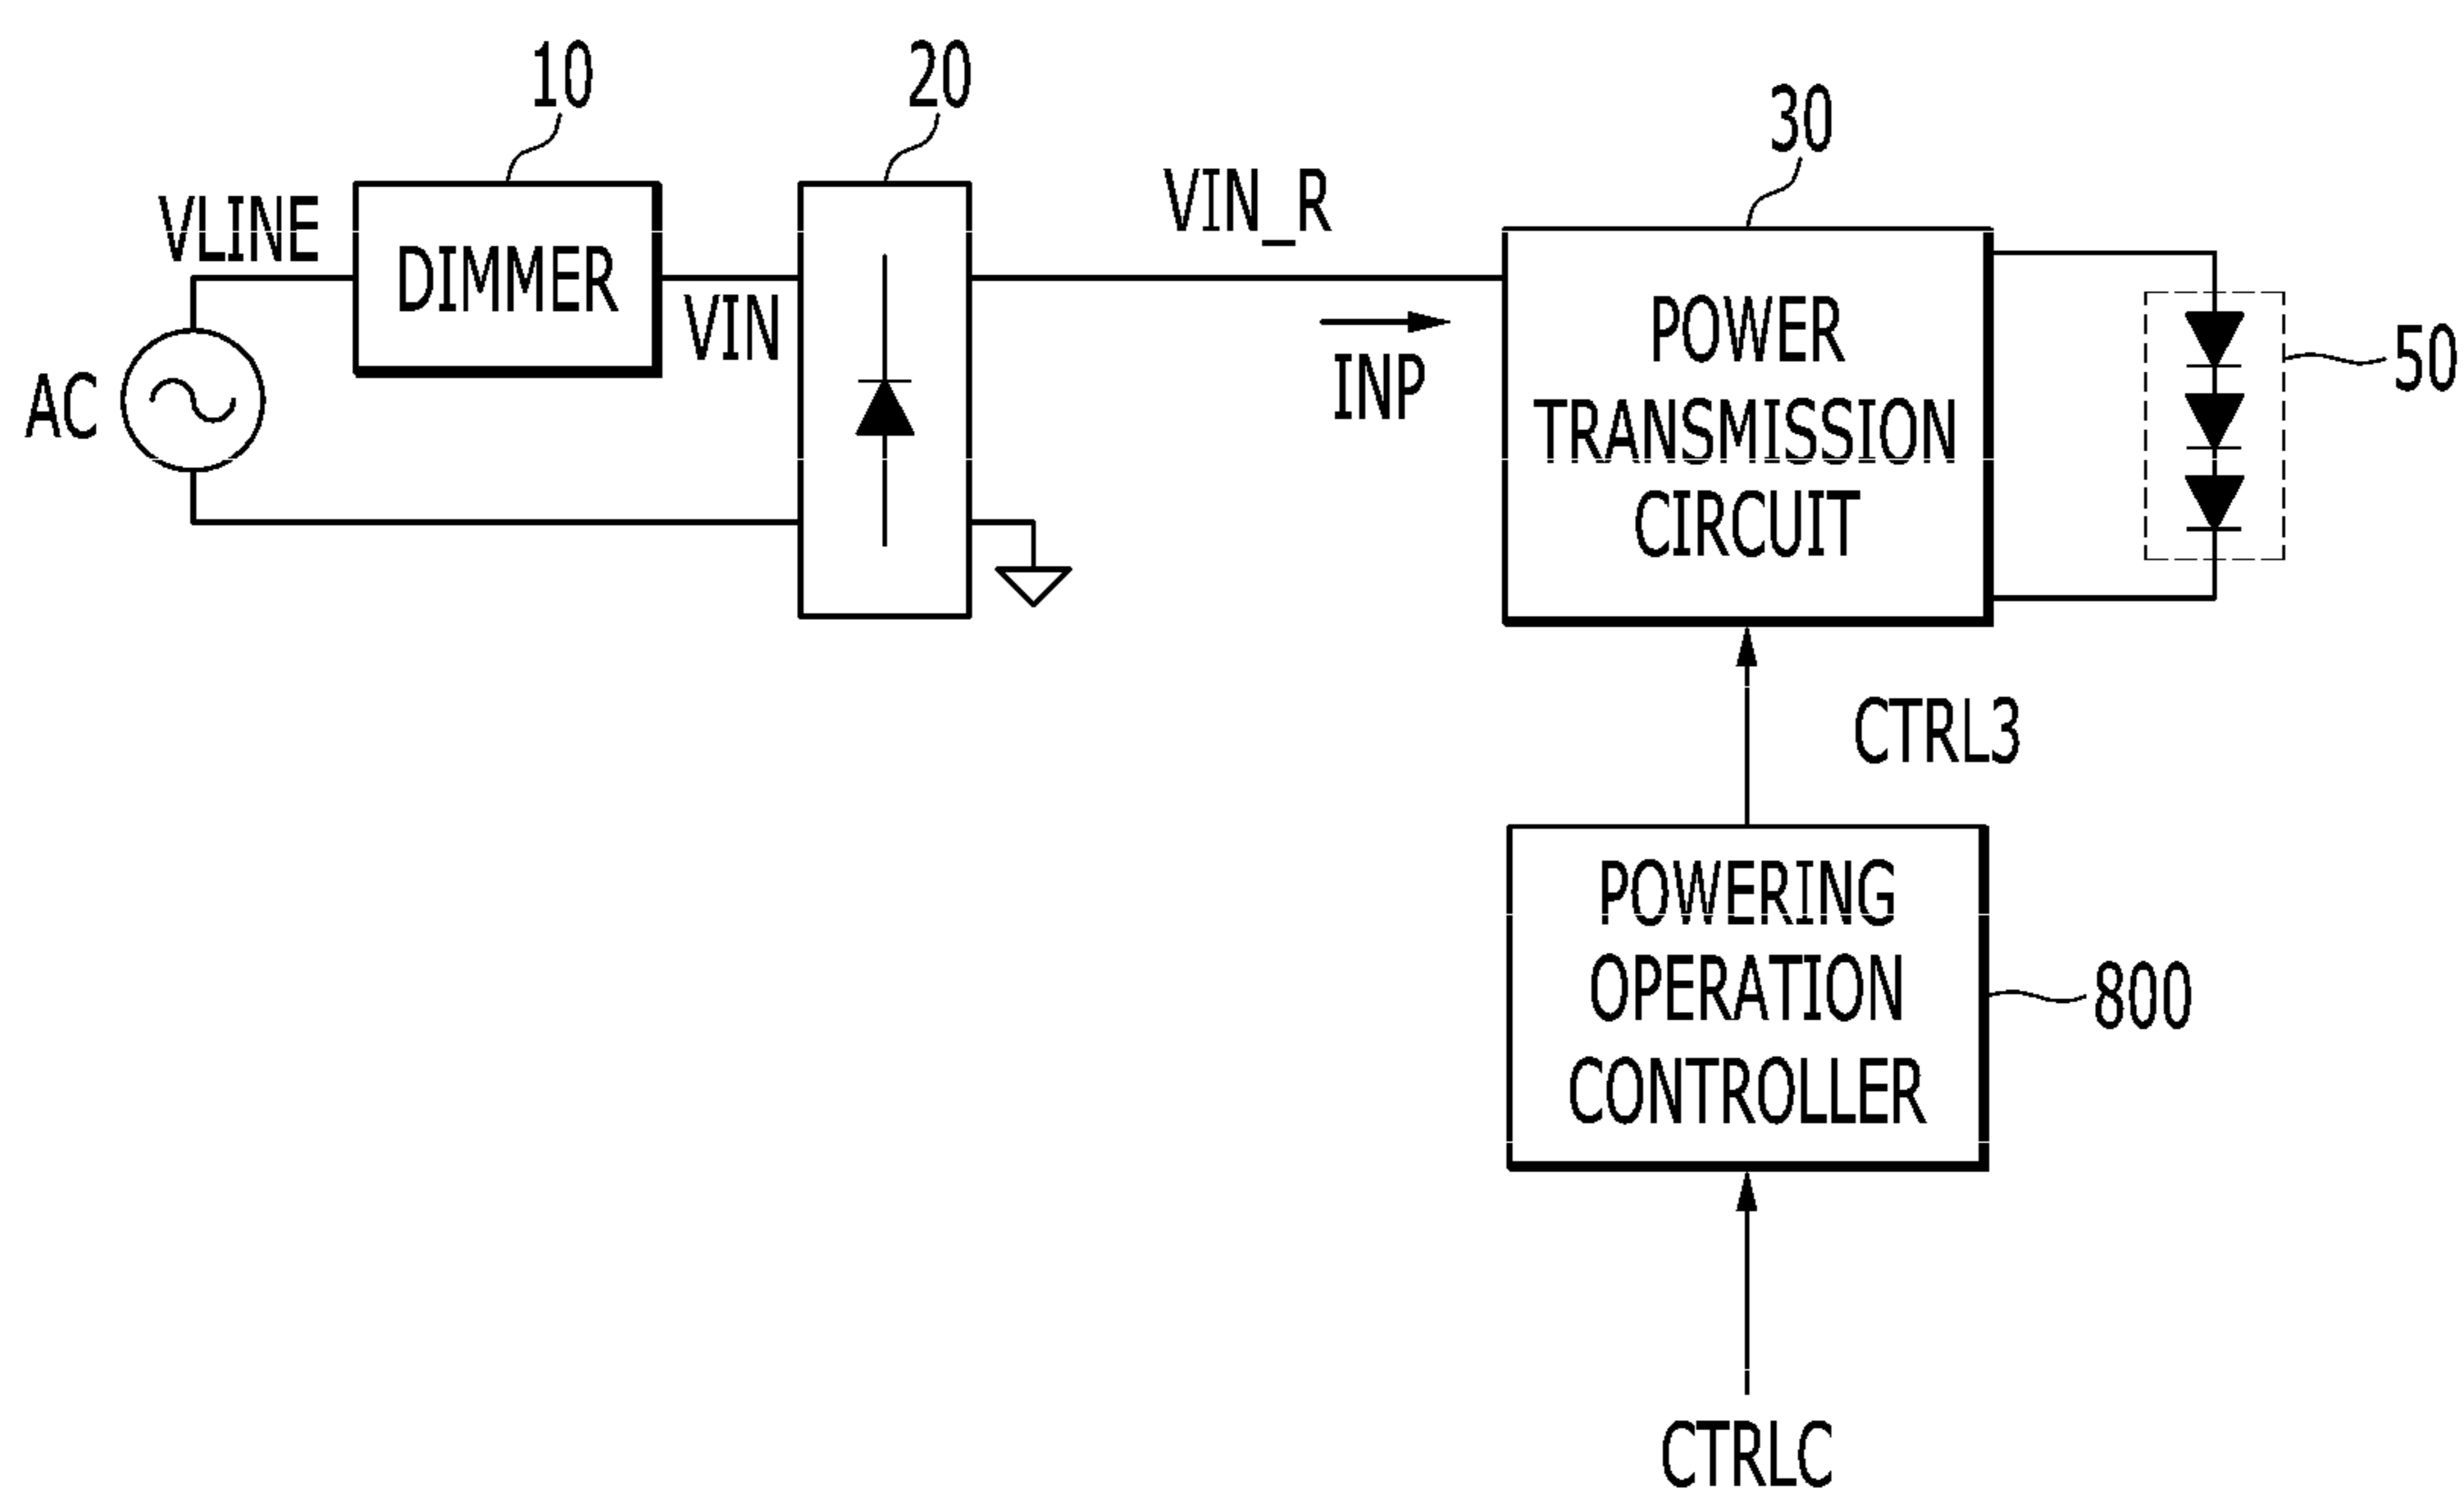 10
20
30
VLINE
DIMMER
VIN
VIN_R
INP
AC
POWER
TRANSMISSION
CIRCUIT
50
CTRL3
POWERING
OPERATION
CONTROLLER
800
CTRLC